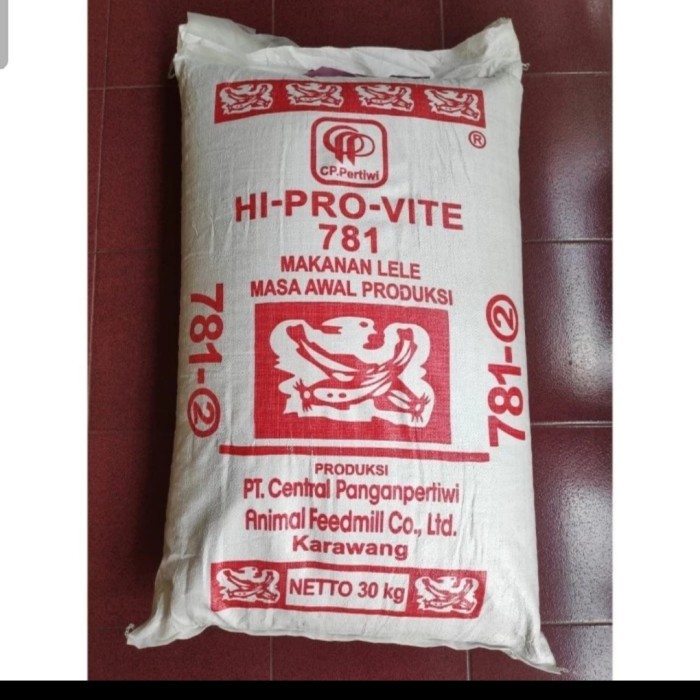 CP.Pertiwi
®
HI-PRO-VITE
781
MAKANAN LELE
MASA AWAL PRODUKSI
781-②
781-②
PRODUKSI
PT. Central Panganpertiwi
Animal Feedmill Co., Ltd.
Karawang
NETTO 30 kg